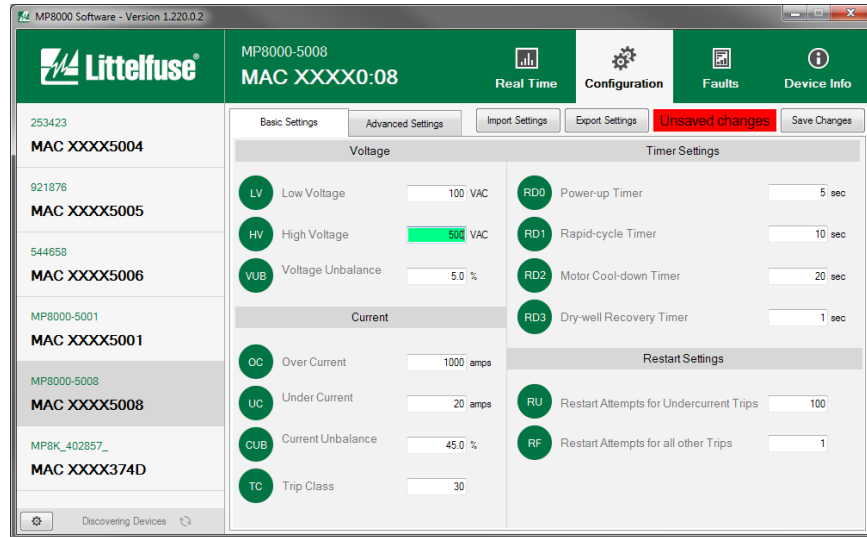 MP8000 Software - Version 1.220.0.2
Littelfuse®
MP8000-5008
MAC XXXX0:08
Real Time
Configuration
Faults
Device Info
253423
MAC XXXX5004
921876
MAC XXXX5005
544658
MAC XXXX5006
MP8000-5001
MAC XXXX5001
MP8000-5008
MAC XXXX5008
MP8K_402857_
MAC XXXX374D
Discovering Devices
Basic Settings
Advanced Settings
Import Settings
Export Settings
Unsaved changes
Save Changes
Voltage
LV Low Voltage 100 VAC
HV High Voltage 500 VAC
VUB Voltage Unbalance 5.0 %
Current
OC Over Current 1000 amps
UC Under Current 20 amps
CUB Current Unbalance 45.0 %
TC Trip Class 30
Timer Settings
RD0 Power-up Timer 5 sec
RD1 Rapid-cycle Timer 10 sec
RD2 Motor Cool-down Timer 20 sec
RD3 Dry-well Recovery Timer 1 sec
Restart Settings
RU Restart Attempts for Undercurrent Trips 100
RF Restart Attempts for all other Trips 1